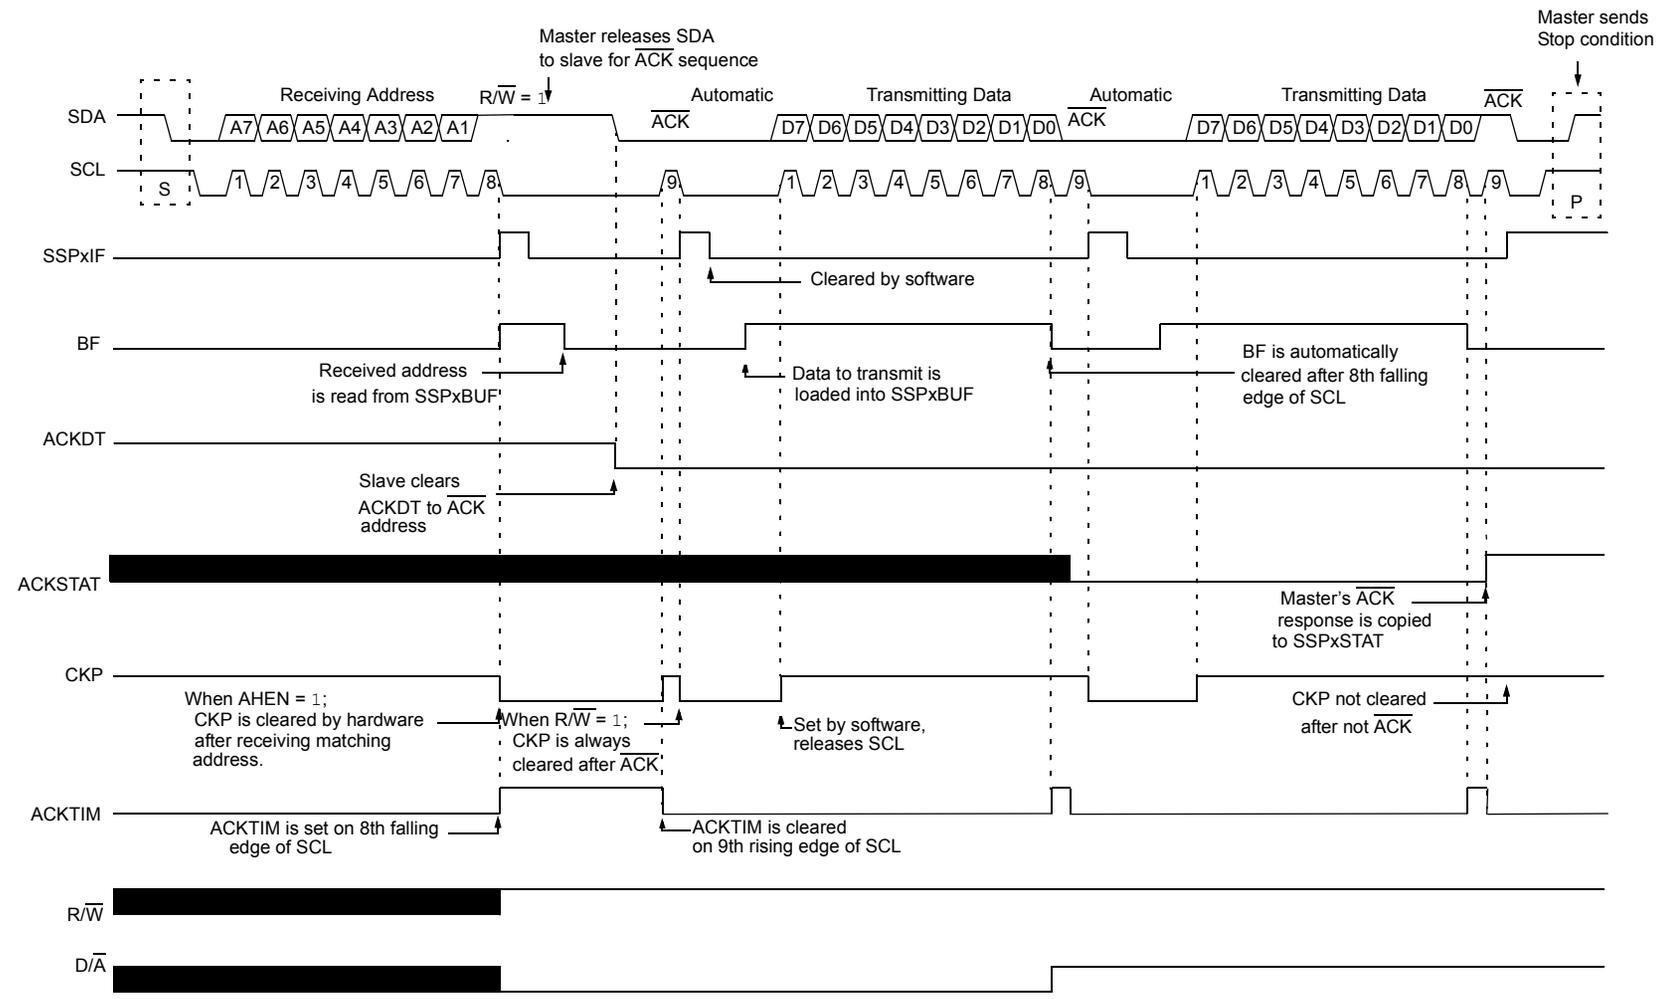 Master sends
Stop condition
Master releases SDA
to slave for ACK sequence
Receiving Address
R/W = 1
Automatic
Transmitting Data
Automatic
Transmitting Data
ACK
SDA
A7 A6 A5 A4 A3 A2 A1
ACK
D7 D6 D5 D4 D3 D2 D1 D0
ACK
D7 D6 D5 D4 D3 D2 D1 D0
SCL
S
1 2 3 4 5 6 7 8 9
1 2 3 4 5 6 7 8 9
1 2 3 4 5 6 7 8 9
P
SSPxIF
Cleared by software
BF
Received address
is read from SSPxBUF
Data to transmit is
loaded into SSPxBUF
BF is automatically
cleared after 8th falling
edge of SCL
ACKDT
Slave clears
ACKDT to ACK
address
ACKSTAT
Master's ACK
response is copied
to SSPxSTAT
CKP
When AHEN = 1;
CKP is cleared by hardware
after receiving matching
address.
When R/W = 1;
CKP is always
cleared after ACK
Set by software,
releases SCL
CKP not cleared
after not ACK
ACKTIM
ACKTIM is set on 8th falling
edge of SCL
ACKTIM is cleared
on 9th rising edge of SCL
R/W
D/A